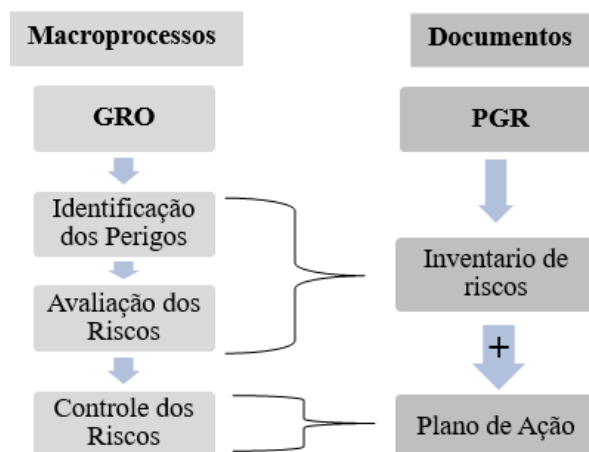 Macroprocessos
Documentos
GRO
PGR
Identificação
dos Perigos
Avaliação dos
Riscos
Inventario de
riscos
+
Controle dos
Riscos
Plano de Ação